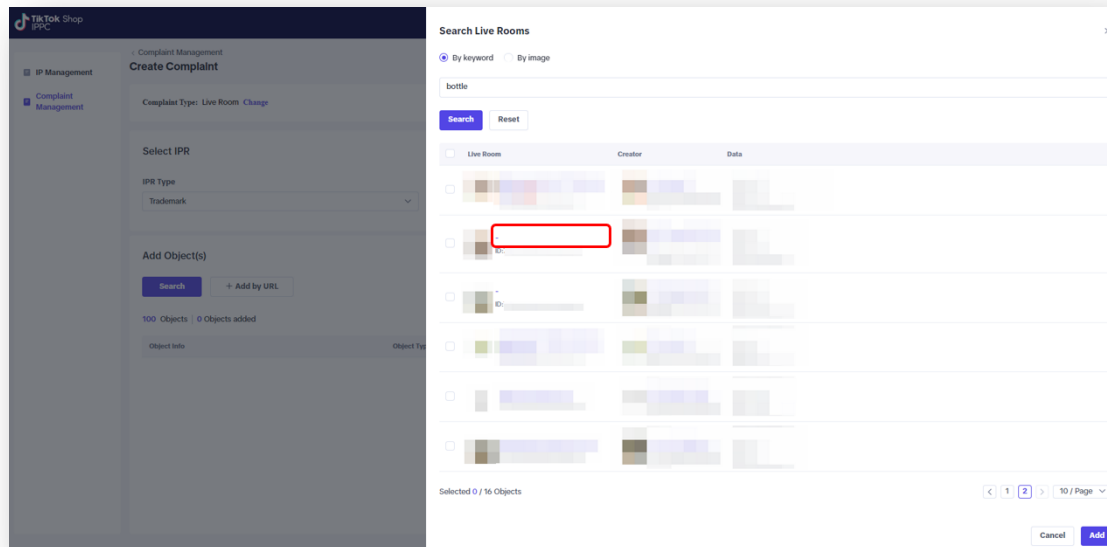 TikTok Shop
IPPC
IP Management
Complaint
Management
< Complaint Management
Create Complaint
Complaint Type: Live Room Change
Select IPR
IPR Type
Trademark
Add Object(s)
Search
+ Add by URL
100 Objects | 0 Objects added
Object Info
Search Live Rooms
By keyword
By image
bottle
Search
Reset
Live Room
Creator
Data
-
ID:
-
ID:
Selected 0 / 16 Objects
< 1 2 > 10 / Page
Cancel
Add